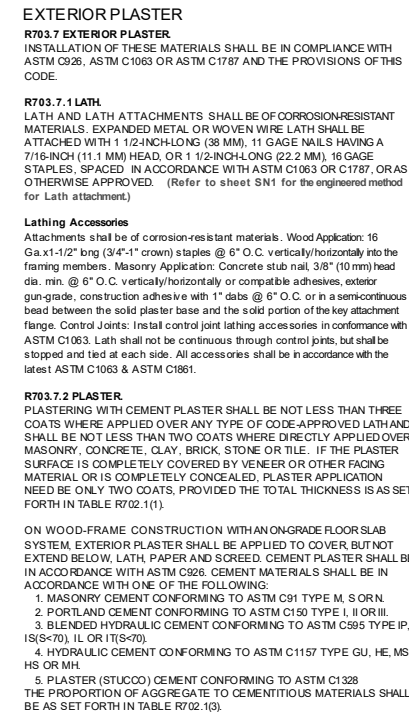 EXTERIOR PLASTER
R703.7 EXTERIOR PLASTER.
INSTALLATION OF THESE MATERIALS SHALL BE IN COMPLIANCE WITH
ASTM C926, ASTM C1063 OR ASTM C1787 AND THE PROVISIONS OF THIS
CODE.
R703.7.1 LATH.
LATH AND LATH ATTACHMENTS SHALL BE OF CORROSION-RESISTANT
MATERIALS. EXPANDED METAL OR WOVEN WIRE LATH SHALL BE
ATTACHED WITH 1 1/2-INCH-LONG (38 MM), 11 GAGE NAILS HAVING A
7/16-INCH (11.1 MM) HEAD, OR 1 1/2-INCH-LONG (22.2 MM), 16 GAGE
STAPLES, SPACED IN ACCORDANCE WITH ASTM C1063 OR C1787, OR AS
OTHERWISE APPROVED. (Refer to sheet SN1 for the engineered method
for Lath attachment.)
Lathing Accessories
Attachments shall be of corrosion-resistant materials. Wood Application: 16
Ga.x1-1/2" long (3/4"-1" crown) staples @ 6" O.C. vertically/horizontally into the
framing members. Masonry Application: Concrete stub nail, 3/8" (10 mm) head
dia. min. @ 6" O.C. vertically/horizontally or compatible adhesives, exterior
gun-grade, construction adhesive with 1" dabs @ 6" O.C. or in a semi-continuous
bead between the solid plaster base and the solid portion of the key attachment
flange. Control Joints: Install control joint lathing accessories in conformance with
ASTM C1063. Lath shall not be continuous through control joints, but shall be
stopped and tied at each side. All accessories shall be in accordance with the
latest ASTM C1063 & ASTM C1861.
R703.7.2 PLASTER.
PLASTERING WITH CEMENT PLASTER SHALL BE NOT LESS THAN THREE
COATS WHERE APPLIED OVER ANY TYPE OF CODE-APPROVED LATH AND
SHALL BE NOT LESS THAN TWO COATS WHERE DIRECTLY APPLIED OVER
MASONRY, CONCRETE, CLAY, BRICK, STONE OR TILE. IF THE PLASTER
SURFACE IS COMPLETELY COVERED BY VENEER OR OTHER FACING
MATERIAL OR IS COMPLETELY CONCEALED, PLASTER APPLICATION
NEED BE ONLY TWO COATS, PROVIDED THE TOTAL THICKNESS IS AS SET
FORTH IN TABLE R702.1(1).
ON WOOD-FRAME CONSTRUCTION WITH AN ON-GRADE FLOOR SLAB
SYSTEM, EXTERIOR PLASTER SHALL BE APPLIED TO COVER, BUT NOT
EXTEND BELOW, LATH, PAPER AND SCREED. CEMENT PLASTER SHALL BE
IN ACCORDANCE WITH ASTM C926. CEMENT MATERIALS SHALL BE IN
ACCORDANCE WITH ONE OF THE FOLLOWING:
1. MASONRY CEMENT CONFORMING TO ASTM C91 TYPE M, S OR N.
2. PORTLAND CEMENT CONFORMING TO ASTM C150 TYPE I, II OR III.
3. BLENDED HYDRAULIC CEMENT CONFORMING TO ASTM C595 TYPE IP,
IS(S<70), IL OR IT(S<70).
4. HYDRAULIC CEMENT CONFORMING TO ASTM C1157 TYPE GU, HE, MS
HS OR MH.
5. PLASTER (STUCCO) CEMENT CONFORMING TO ASTM C1328
THE PROPORTION OF AGGREGATE TO CEMENTITIOUS MATERIALS SHALL
BE AS SET FORTH IN TABLE R702.1(3).